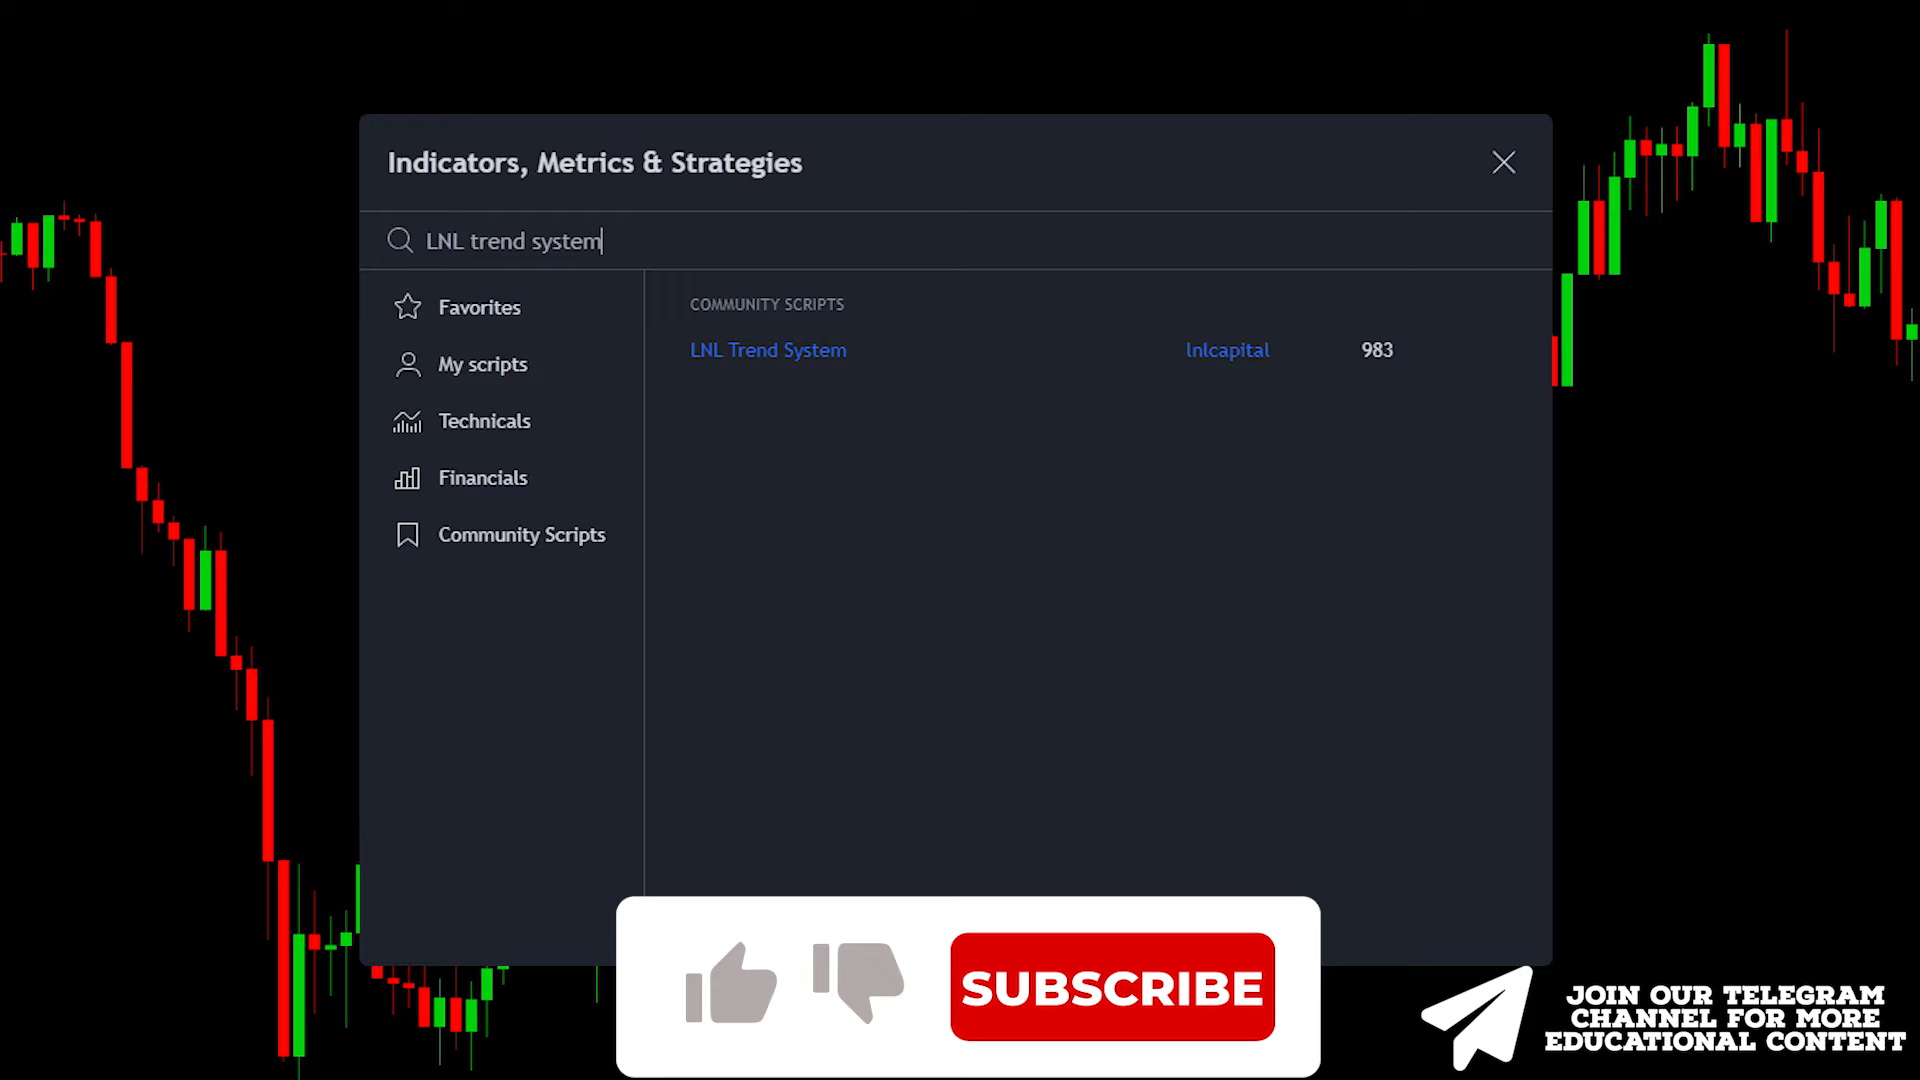 Indicators, Metrics & Strategies
LNL trend system
Favorites
My scripts
Technicals
Financials
Community Scripts
COMMUNITY SCRIPTS
LNL Trend System lnlcapital 983
SUBSCRIBE
JOIN OUR TELEGRAM
CHANNEL FOR MORE
EDUCATIONAL CONTENT